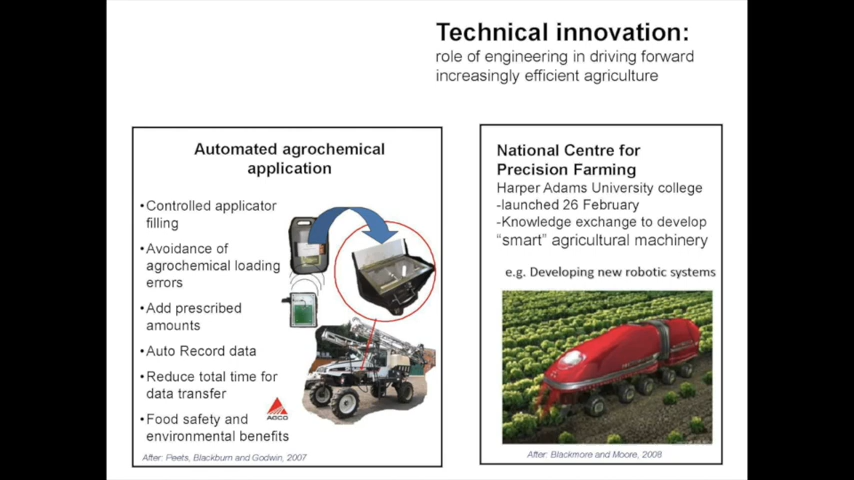 Technical innovation:
role of engineering in driving forward
increasingly efficient agriculture
Automated agrochemical
application
•Controlled applicator
filling
•Avoidance of
agrochemical loading
errors
•Add prescribed
amounts
•Auto Record data
•Reduce total time for
data transfer
•Food safety and
environmental benefits
AGCO
After: Peets, Blackburn and Godwin, 2007
National Centre for
Precision Farming
Harper Adams University college
-launched 26 February
-Knowledge exchange to develop
“smart” agricultural machinery
e.g. Developing new robotic systems
After: Blackmore and Moore, 2008